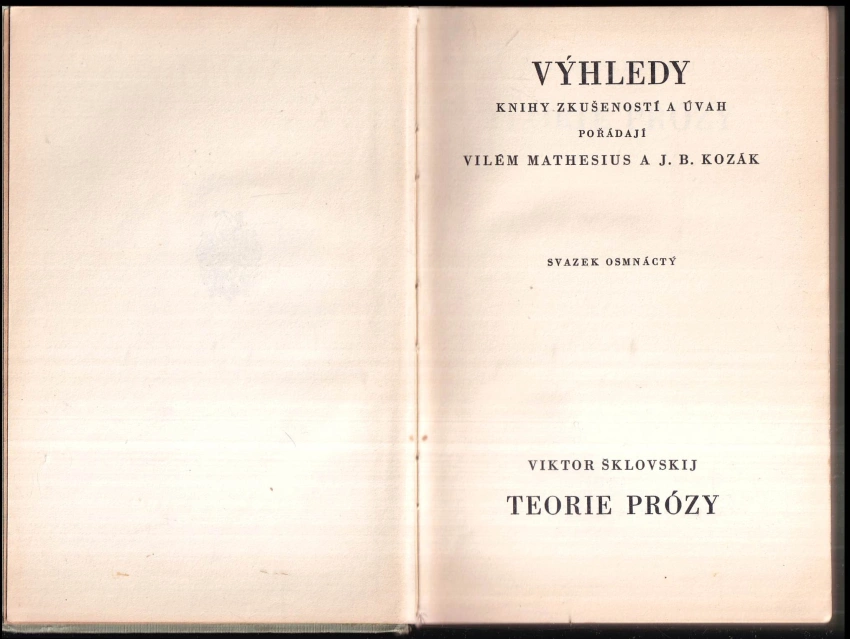 VÝHLEDY
KNIHY ZKUŠENOSTÍ A ÚVAH
POŘÁDAJÍ
VILÉM MATHESIUS A J. B. KOZÁK
SVAZEK OSMNÁCTÝ
VIKTOR ŠKLOVSKIJ
TEORIE PRÓZY